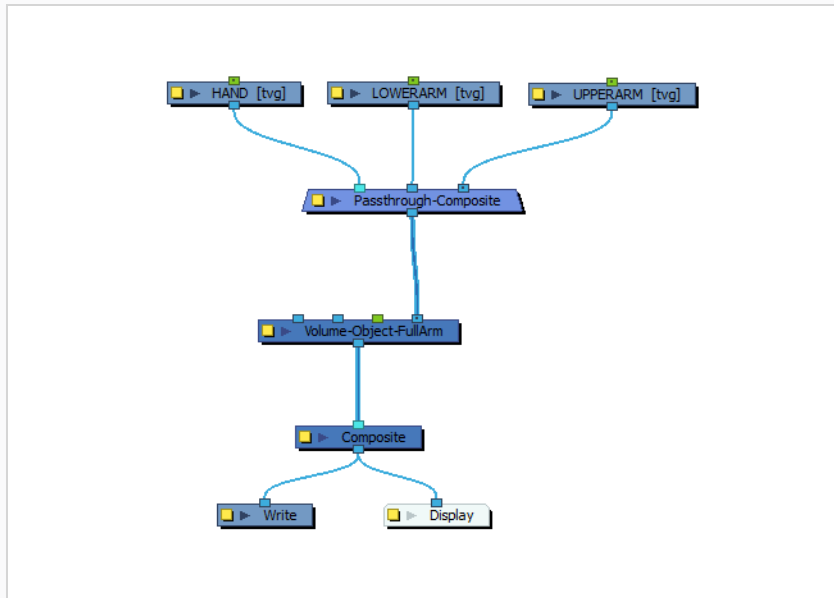 HAND [tvg]
LOWERARM [tvg]
UPPERARM [tvg]
Passthrough-Composite
Volume-Object-FullArm
Composite
Write
Display